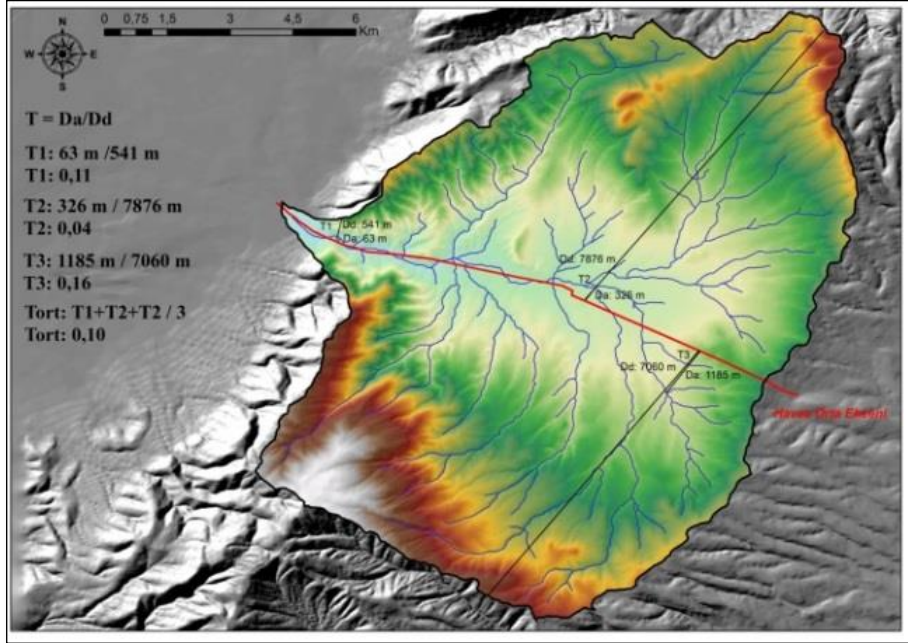 N
W E
S
0 0,75 1,5 3 4,5 6
Km
T = Da/Dd
T1: 63 m /541 m
T1: 0,11
T2: 326 m / 7876 m
T2: 0,04
T3: 1185 m / 7060 m
T3: 0,16
Tort: T1+T2+T2 / 3
Tort: 0,10
T1 Dd: 541 m
Da: 63 m
Dd: 7876 m
T2
Da: 326 m
T3
Dd: 7060 m
Da: 1185 m
Havza Orta Ekseni